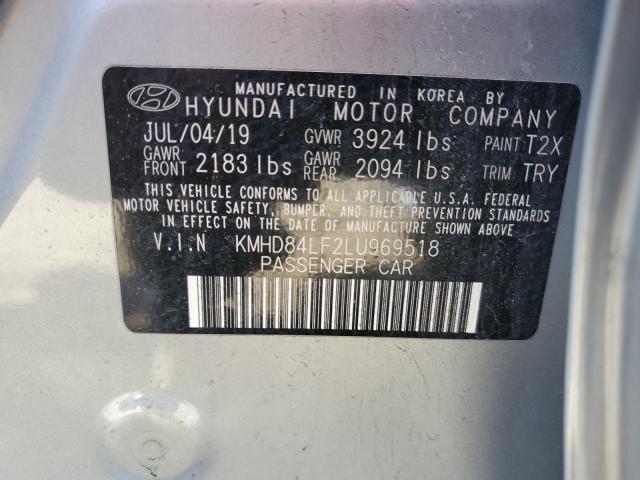 MANUFACTURED IN KOREA BY
HYUNDAI MOTOR COMPANY
JUL/04/19 GVWR 3924 lbs PAINT T2X
GAWR FRONT 2183 lbs GAWR REAR 2094 lbs TRIM TRY
THIS VEHICLE CONFORMS TO ALL APPLICABLE U.S.A. FEDERAL
MOTOR VEHICLE SAFETY, BUMPER, AND THEFT PREVENTION STANDARDS
IN EFFECT ON THE DATE OF MANUFACTURE SHOWN ABOVE.
V.I.N KMHD84LF2LU969518
PASSENGER CAR